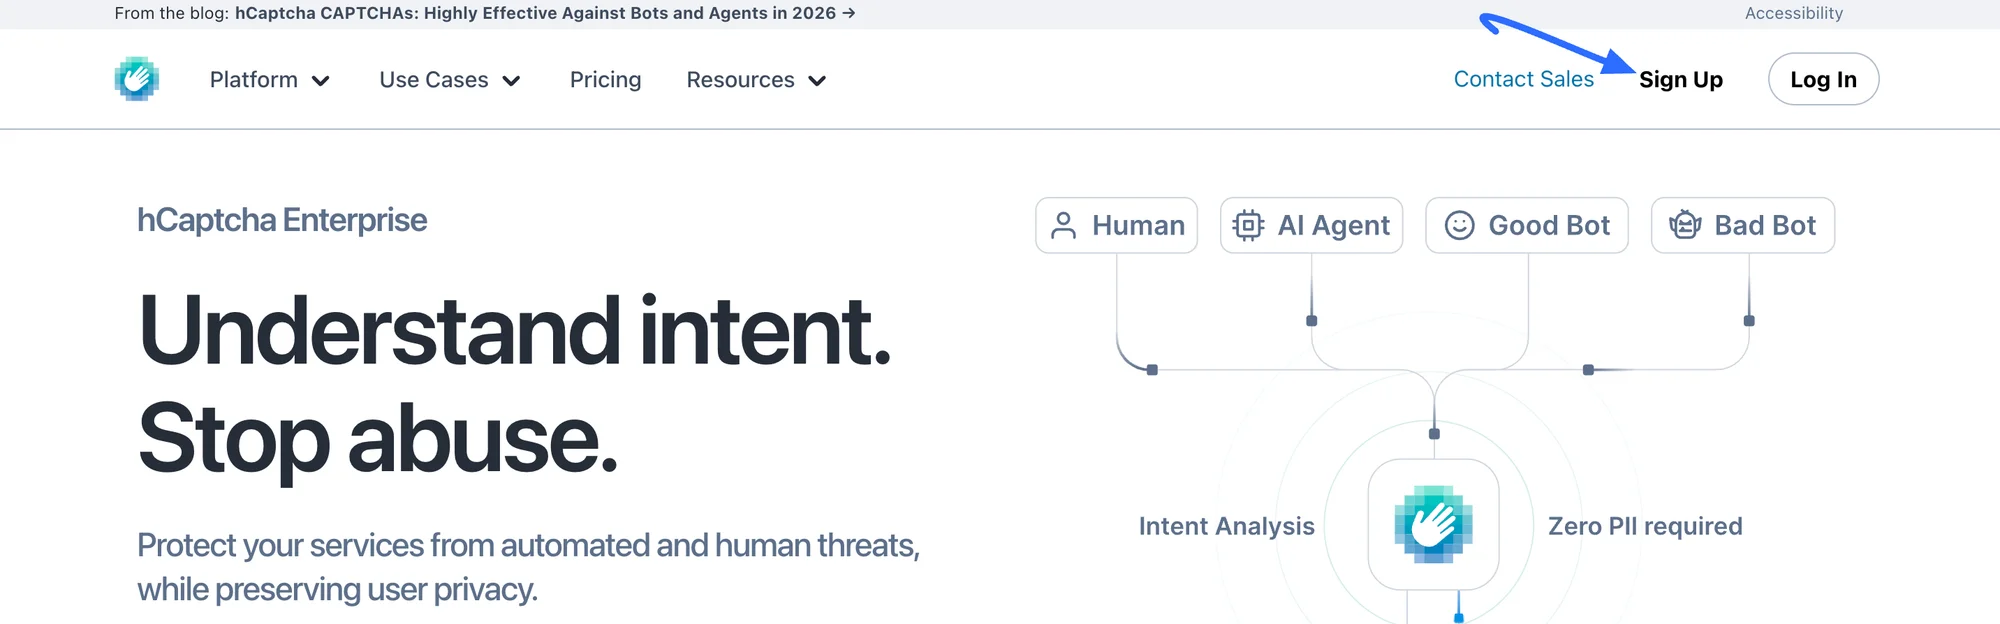 From the blog: hCaptcha CAPTCHAs: Highly Effective Against Bots and Agents in 2026 →
Accessibility
Platform
Use Cases
Pricing
Resources
Contact Sales
Sign Up
Log In
hCaptcha Enterprise
Understand intent.
Stop abuse.
Protect your services from automated and human threats,
while preserving user privacy.
Human
AI Agent
Good Bot
Bad Bot
Intent Analysis
Zero PII required